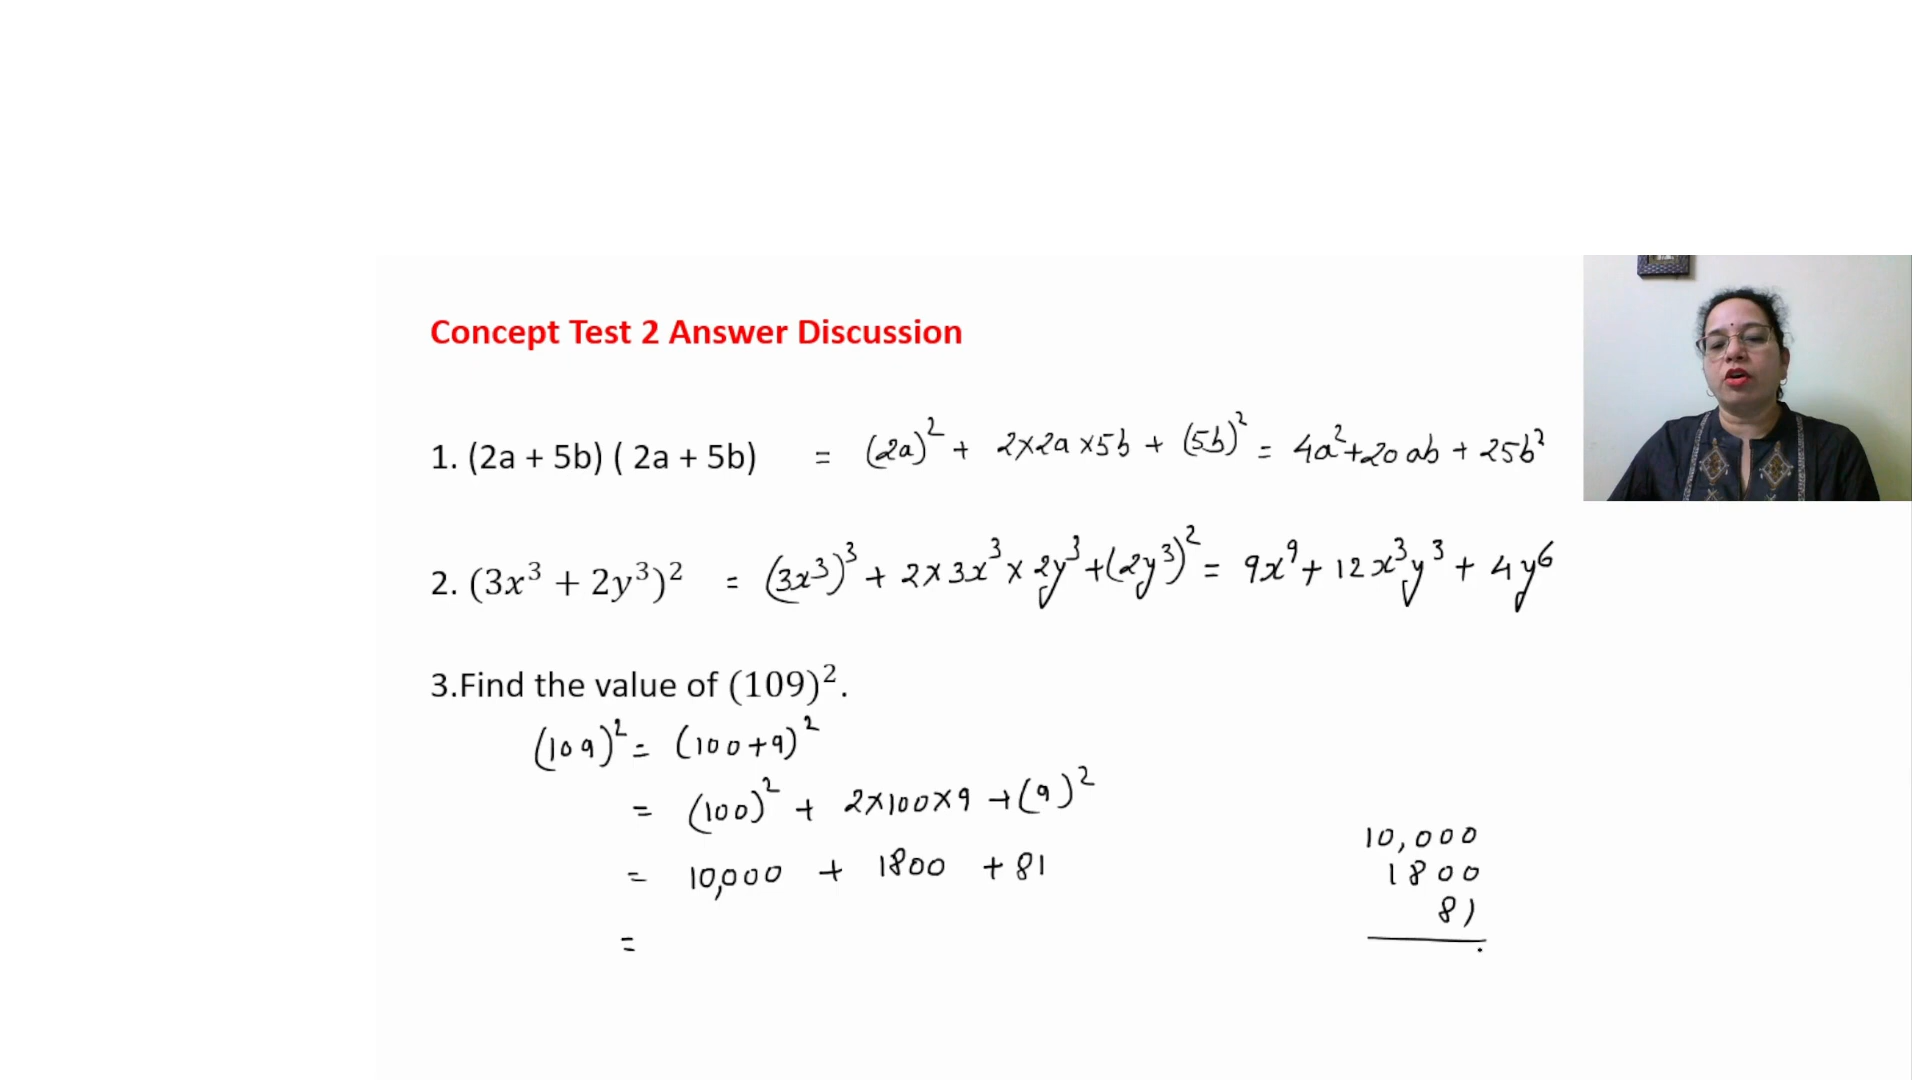 Concept Test 2 Answer Discussion
1. (2a + 5b) ( 2a + 5b) = (2a)² + 2×2a×5b + (5b)² = 4a²+20ab + 25b²
2. (3x³ + 2y³)² = (3x³)³ + 2×3x³×2y³+(2y³)² = 9x⁹+ 12x³y³ + 4y⁶
3.Find the value of (109)².
(109)² = (100+9)²
= (100)² + 2×100×9 +(9)²
= 10,000 + 1800 + 81
=
10,000
1800
81